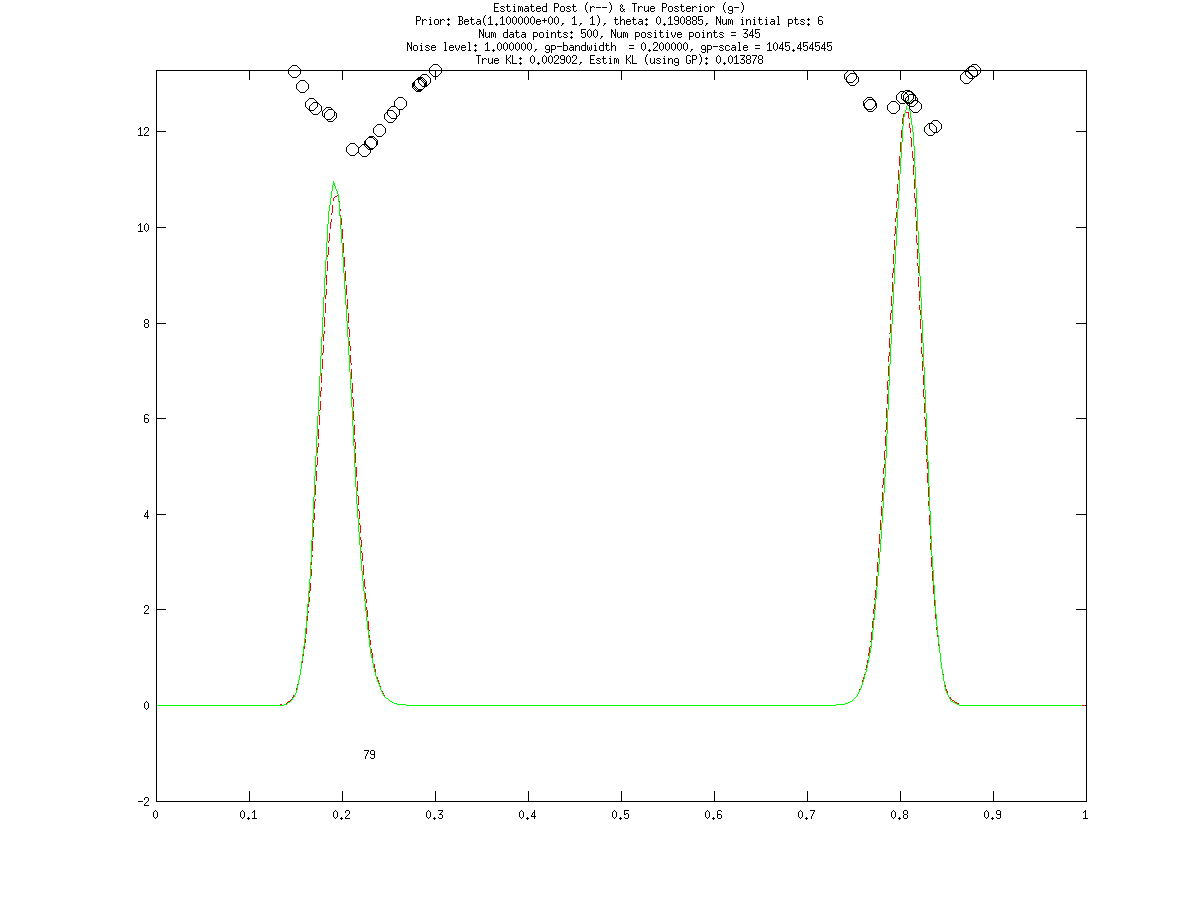 Estimated Post (r--) & True Posterior (g-)
Prior: Beta(1.100000e+00, 1, 1), theta: 0.190885, Num initial pts: 6
Num data points: 500, Num positive points = 345
Noise level: 1.000000, gp-bandwidth  = 0.200000, gp-scale = 1045.454545
True KL: 0.002902, Estim KL (using GP): 0.013878
12
10
8
6
4
2
0
79
-2
0 0.1 0.2 0.3 0.4 0.5 0.6 0.7 0.8 0.9 1